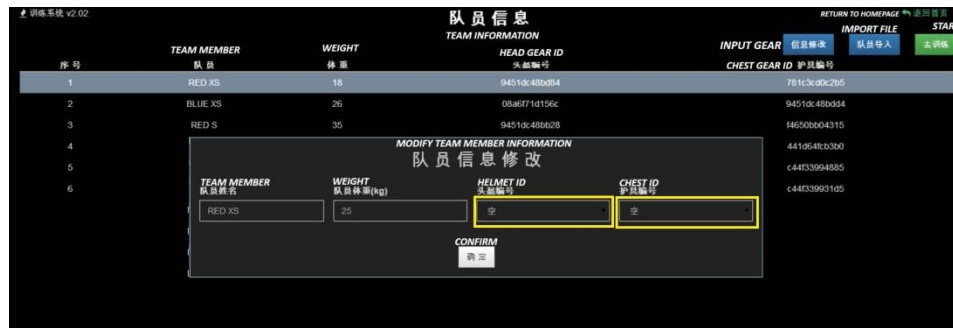 训练系统 v2.02
队员信息
TEAM INFORMATION
RETURN TO HOMEPAGE 返回首页
IMPORT FILE
STAR
INPUT GEAR 信息修改 队员导入 去训练
TEAM MEMBER WEIGHT HEAD GEAR ID CHEST GEAR ID 护具编号
序号 队员 体重 头盔编号
1 RED XS 18 9451dc48bd84 781c3cd0c2b5
2 BLUE XS 26 08a6f71d156c 9451dc48bdd4
3 RED S 35 9451dc48bb28 f4650bb04315
4 441d64fcb3b0
5 c44f33994885
6 c44f339931d5
MODIFY TEAM MEMBER INFORMATION
队员信息修改
TEAM MEMBER WEIGHT HELMET ID CHEST ID
队员姓名 队员体重(kg) 头盔编号 护具编号
RED XS 25 空 空
CONFIRM
确定